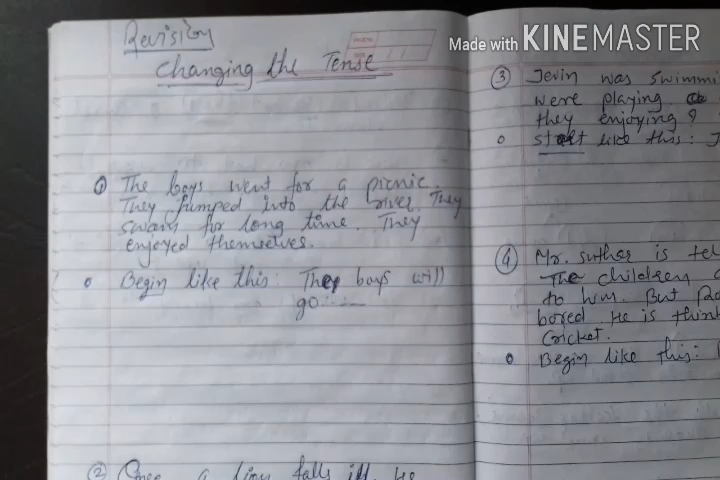 Revision
Changing the Tense
Made with KINEMASTER
① The boys went for a picnic.
They jumped into the river. They
swam for long time. They
enjoyed themselves.
Begin like this: The boys will
go......
② Once a lion falls ill. He
③ Jevin was swimmi
were playing.
they enjoying?
start like this: J
④ Mr. Suthar is tel
The children
to him. But
bored He is think
Cricket.
Begin like this: